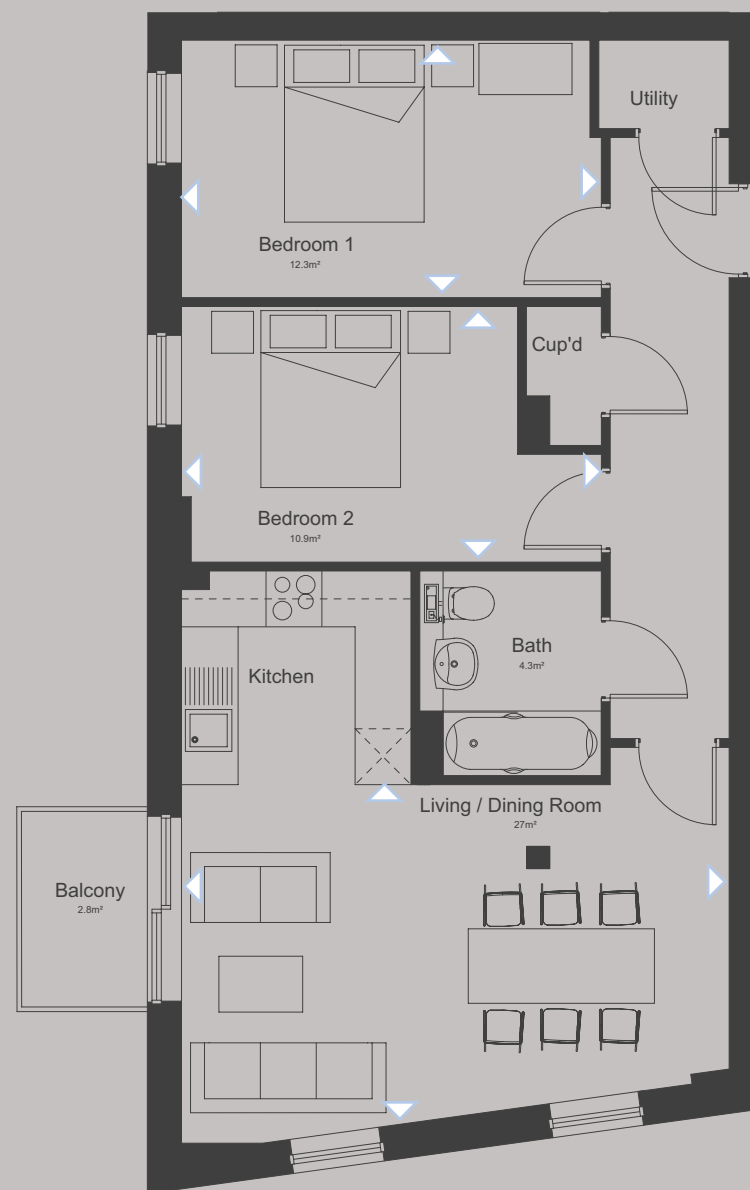 Utility
Bedroom 1
12.3m²
Cup'd
Bedroom 2
10.9m²
Kitchen
Bath
4.3m²
Living / Dining Room
27m²
Balcony
2.8m²